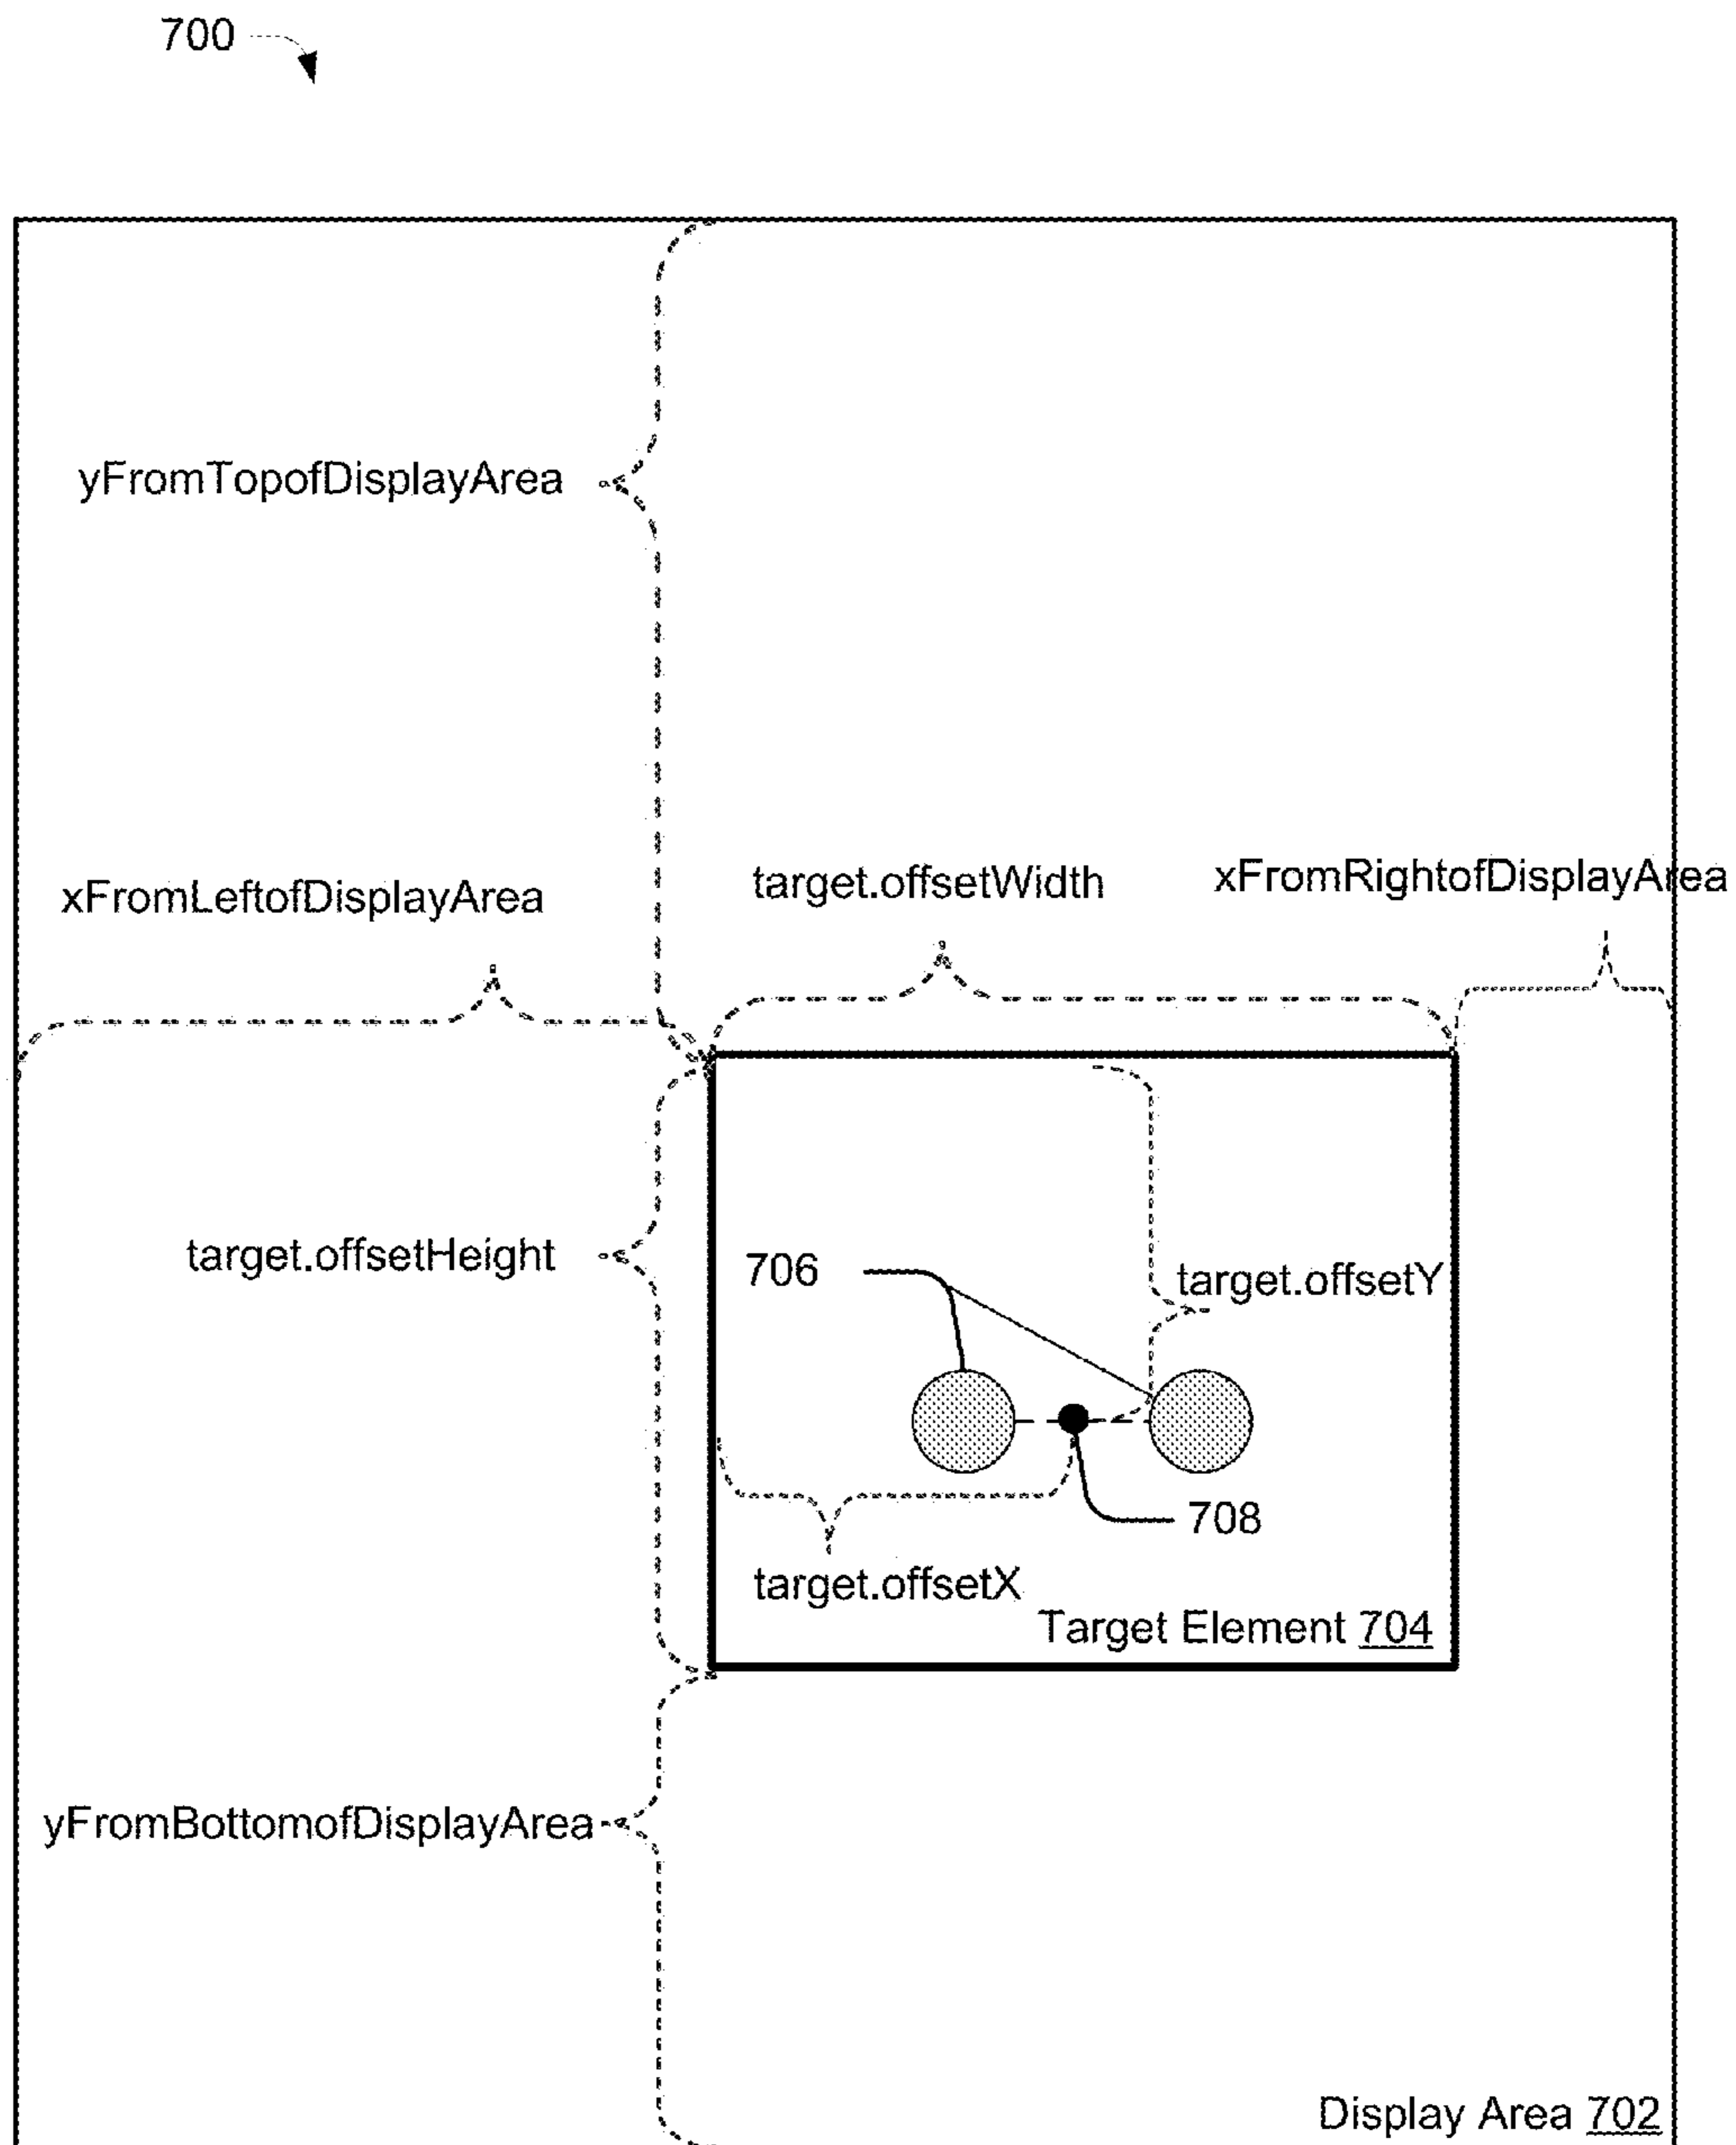 700
yFromTopofDisplayArea
xFromLeftofDisplayArea
target.offsetWidth
xFromRightofDisplayArea
target.offsetHeight
706
target.offsetY
708
target.offsetX
Target Element 704
yFromBottomofDisplayArea
Display Area 702